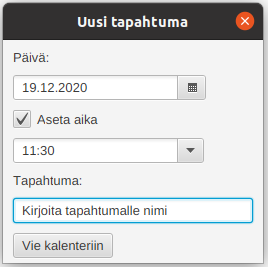 Uusi tapahtuma
Päivä:
19.12.2020
Aseta aika
11:30
Tapahtuma:
Kirjoita tapahtumalle nimi
Vie kalenteriin